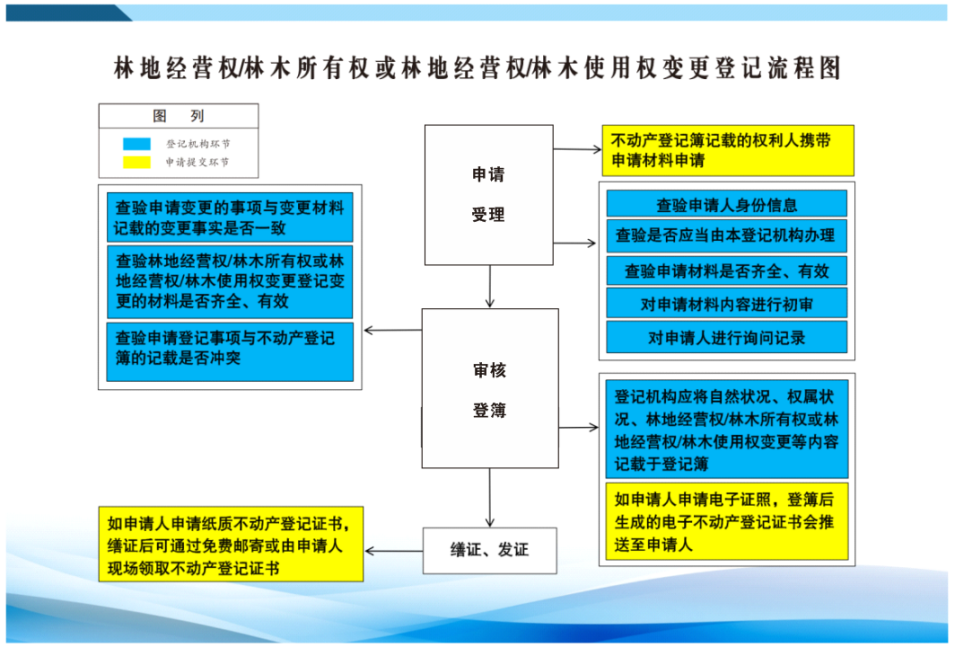 林地经营权/林木所有权或林地经营权/林木使用权变更登记流程图
图 列
登记机构环节
申请提交环节
申请
受理
不动产登记簿记载的权利人携带
申请材料申请
查验申请人身份信息
查验是否应当由本登记机构办理
查验申请材料是否齐全、有效
对申请材料内容进行初审
对申请人进行询问记录
查验申请变更的事项与变更材料
记载的变更事实是否一致
查验林地经营权/林木所有权或林
地经营权/林木使用权变更登记变
更的材料是否齐全、有效
查验申请登记事项与不动产登记
簿的记载是否冲突
审核
登簿
登记机构应将自然状况、权属状
况、林地经营权/林木所有权或林
地经营权/林木使用权变更等内容
记载于登记簿
如申请人申请电子证照，登簿后
生成的电子不动产登记证书会推
送至申请人
缮证、发证
如申请人申请纸质不动产登记证书，
缮证后可通过免费邮寄或由申请人
现场领取不动产登记证书